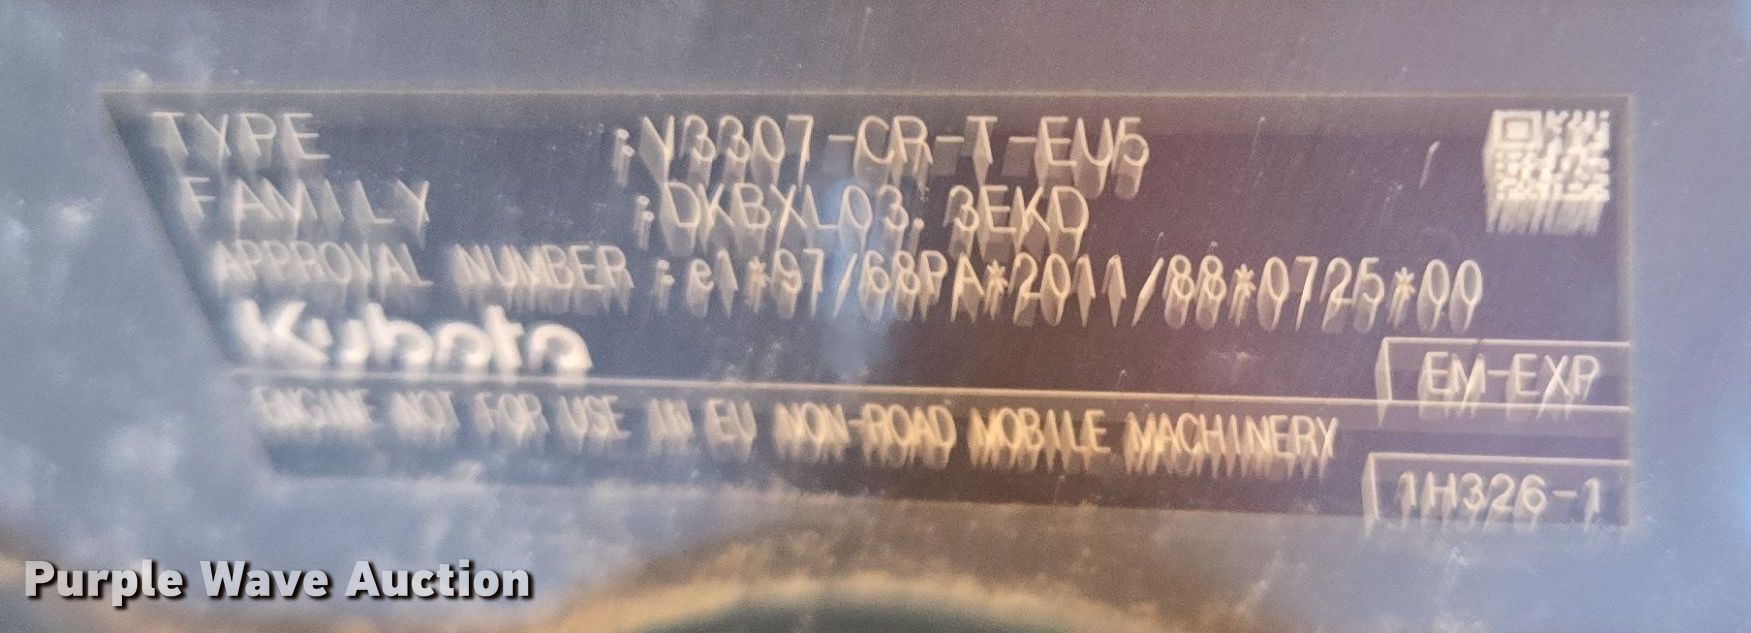 TYPE :V3307-CR-T-EU5
FAMILY :DKBXL03.3EKD
APPROVAL NUMBER :e1*97/68PA*2011/88*0725*00
Kubota
EM-EXP
ENGINE NOT FOR USE IN EU NON-ROAD MOBILE MACHINERY
1H326-1
Purple Wave Auction